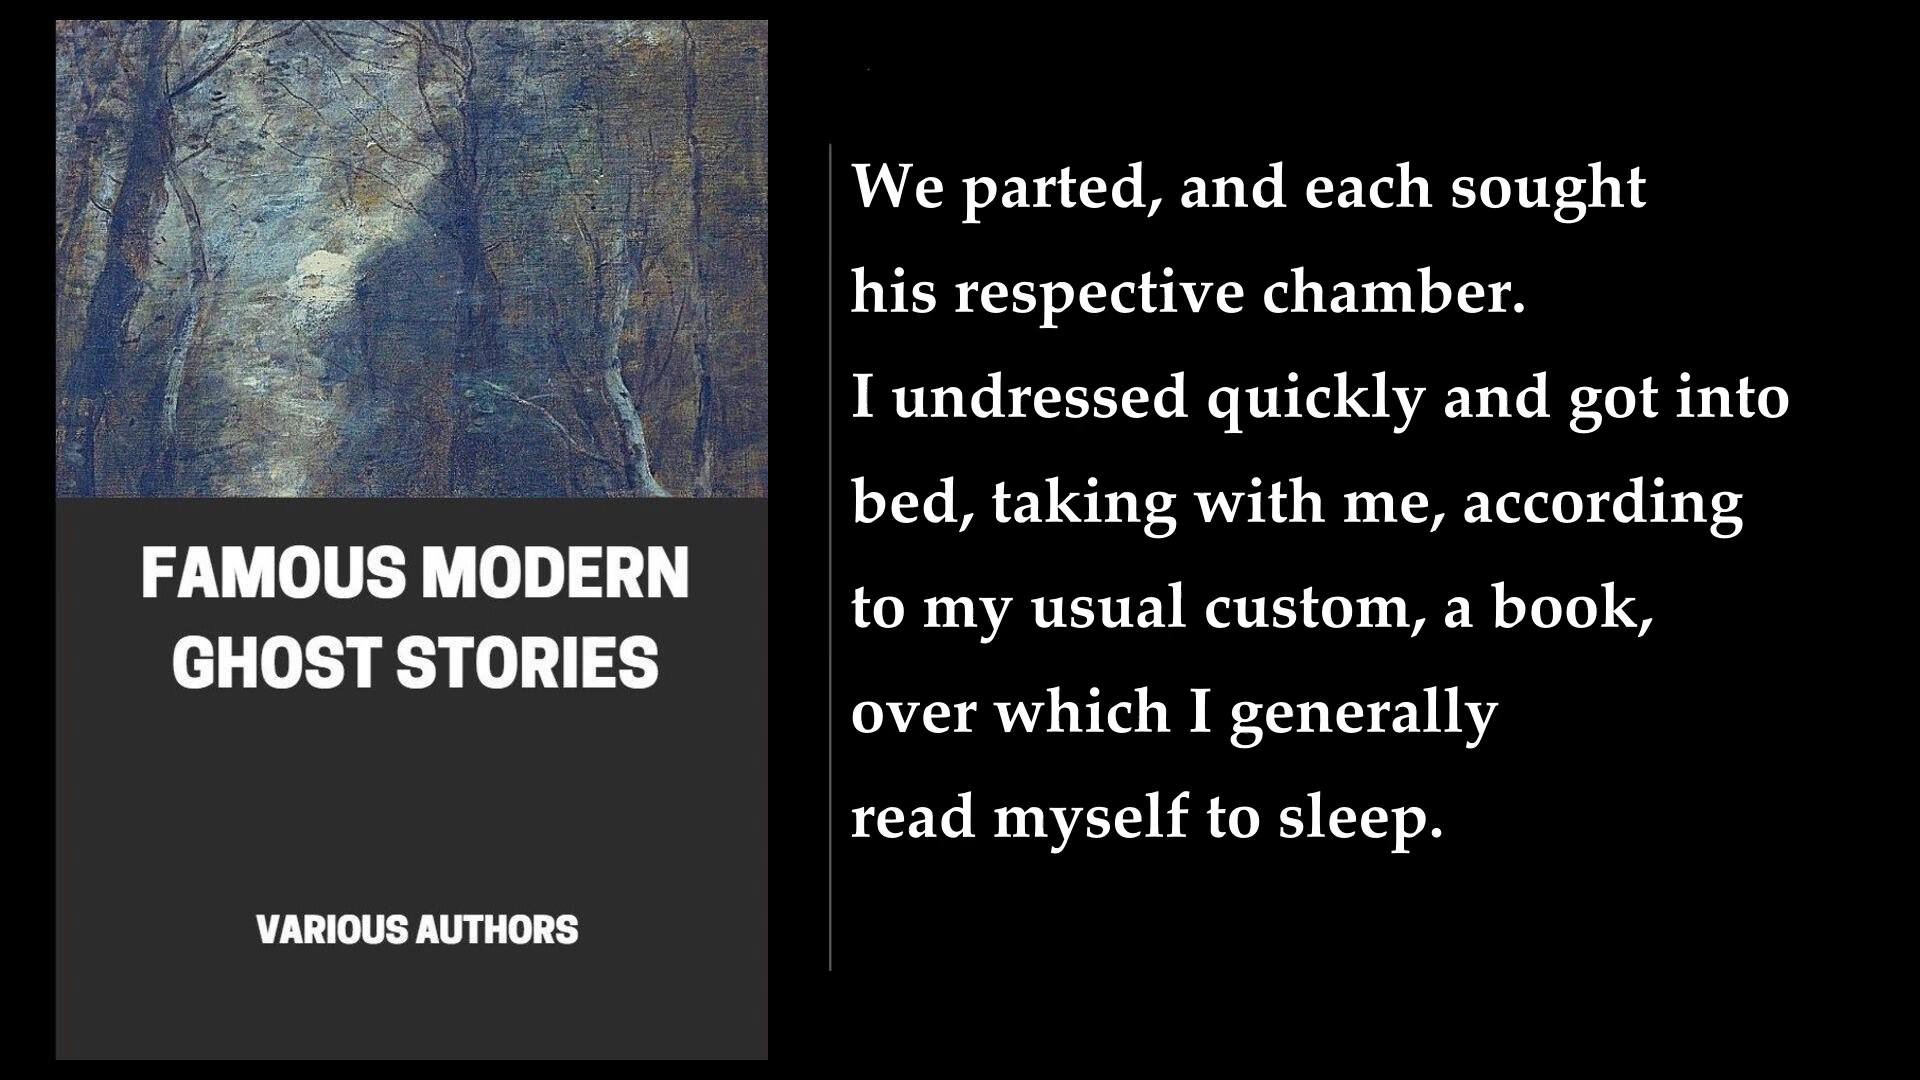 FAMOUS MODERN
GHOST STORIES
VARIOUS AUTHORS
We parted, and each sought
his respective chamber.
I undressed quickly and got into
bed, taking with me, according
to my usual custom, a book,
over which I generally
read myself to sleep.